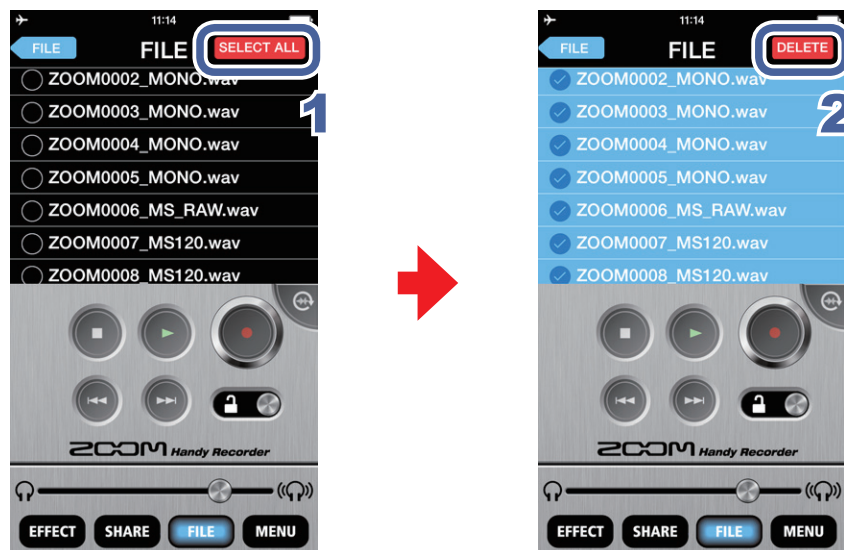 11:14
FILE
FILE
SELECT ALL
1
ZOOM0002_MONO.wav
ZOOM0003_MONO.wav
ZOOM0004_MONO.wav
ZOOM0005_MONO.wav
ZOOM0006_MS_RAW.wav
ZOOM0007_MS120.wav
ZOOM0008_MS120.wav
ZOOM Handy Recorder
EFFECT
SHARE
FILE
MENU
11:14
FILE
FILE
DELETE
2
ZOOM0002_MONO.wav
ZOOM0003_MONO.wav
ZOOM0004_MONO.wav
ZOOM0005_MONO.wav
ZOOM0006_MS_RAW.wav
ZOOM0007_MS120.wav
ZOOM0008_MS120.wav
ZOOM Handy Recorder
EFFECT
SHARE
FILE
MENU